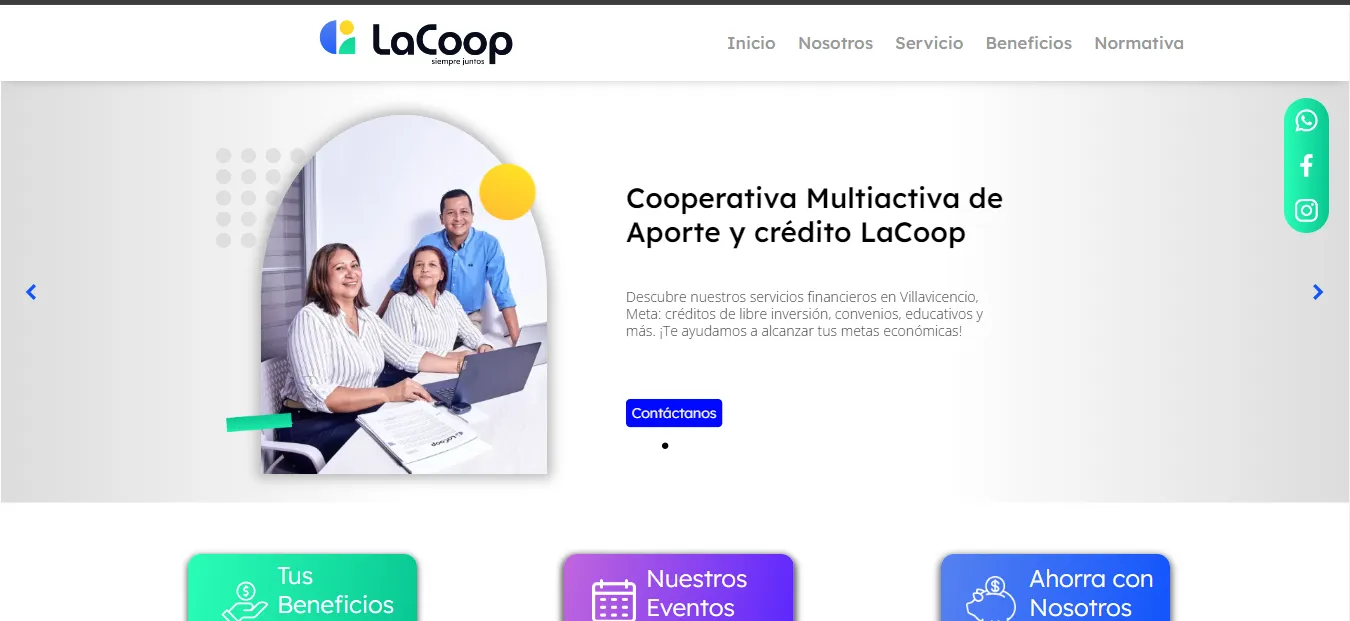 LaCoop
siempre juntos
Inicio Nosotros Servicio Beneficios Normativa
Cooperativa Multiactiva de
Aporte y crédito LaCoop
Descubre nuestros servicios financieros en Villavicencio,
Meta: créditos de libre inversión, convenios, educativos y
más. ¡Te ayudamos a alcanzar tus metas económicas!
Contáctanos
Tus
Beneficios
Nuestros
Eventos
Ahorra con
Nosotros